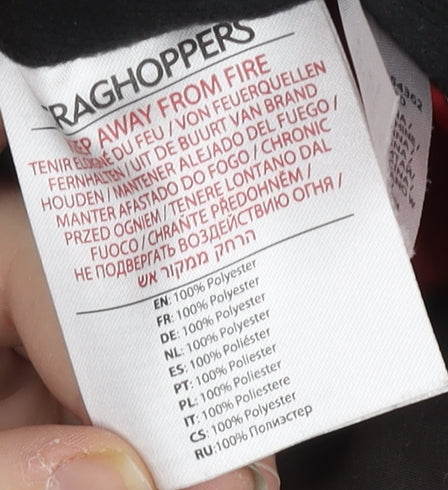 RAGHOPPERS
AWAY FROM FIRE
TENIR ÉLOIGNÉ DU FEU / VON FEUERQUELLEN
FERNHALTEN / UIT DE BUURT VAN BRAND
HOUDEN / MANTENER ALEJADO DEL FUEGO /
MANTER AFASTADO DO FOGO / CHRONIC
PRZED OGNIEM / TENERE LONTANO DAL
FUOCO / CHRAŇTE PŘEDOHNĚM /
НЕ ПОДВЕРГАТЬ ВОЗДЕЙСТВИЮ ОГНЯ /
הרחק ממקור אש
EN: 100% Polyester
FR: 100% Polyester
DE: 100% Polyester
NL: 100% Polyester
ES: 100% Poliéster
PT: 100% Poliester
PL: 100% Poliester
IT: 100% Poliestere
CS: 100% Polyester
RU:100% Полиэстер